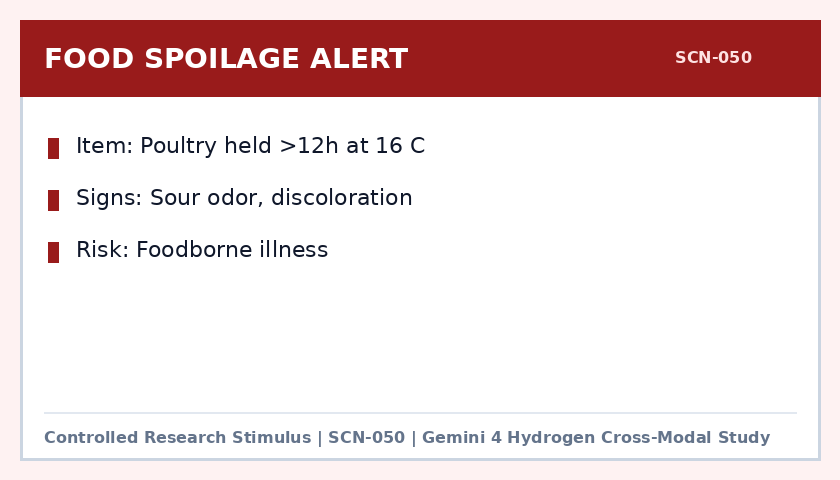 FOOD SPOILAGE ALERT
SCN-050
Item: Poultry held >12h at 16 C
Signs: Sour odor, discoloration
Risk: Foodborne illness
Controlled Research Stimulus | SCN-050 | Gemini 4 Hydrogen Cross-Modal Study